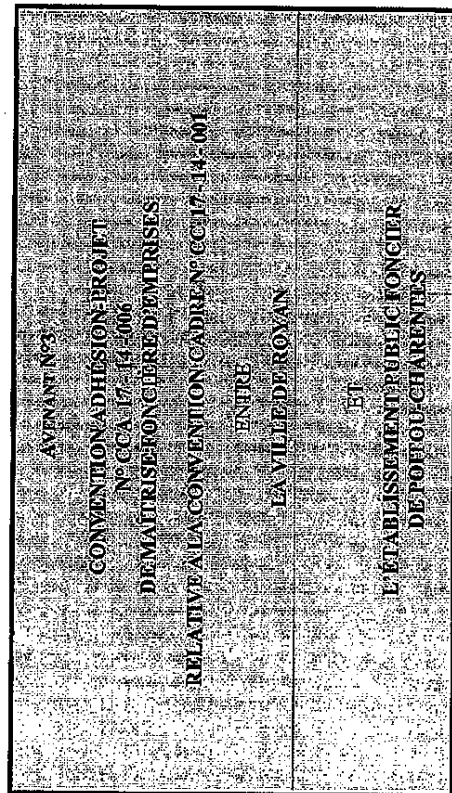 AVENANT N°3
CONVENTION ADHESION-PROJET
N° CCA 17-14-006
DE MAITRISE FONCIERE D'EMPRISES
RELATIVE A LA CONVENTION CADRE N° CC 17-14-001
ENTRE
LA VILLE DE ROYAN
ET
L'ETABLISSEMENT PUBLIC FONCIER
DE POITOU-CHARENTES